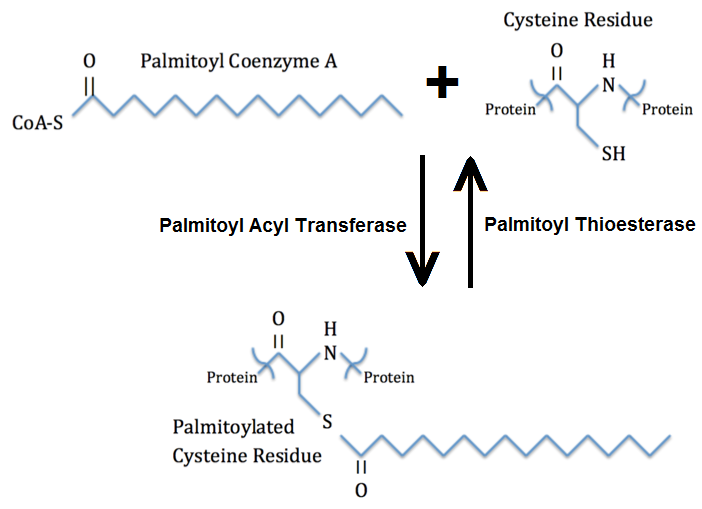 Cysteine Residue
O
Palmitoyl Coenzyme A
+
O
H
N
Protein
Protein
CoA-S
SH
Palmitoyl Acyl Transferase
Palmitoyl Thioesterase
O
H
N
Protein
Protein
S
Palmitoylated
Cysteine Residue
O